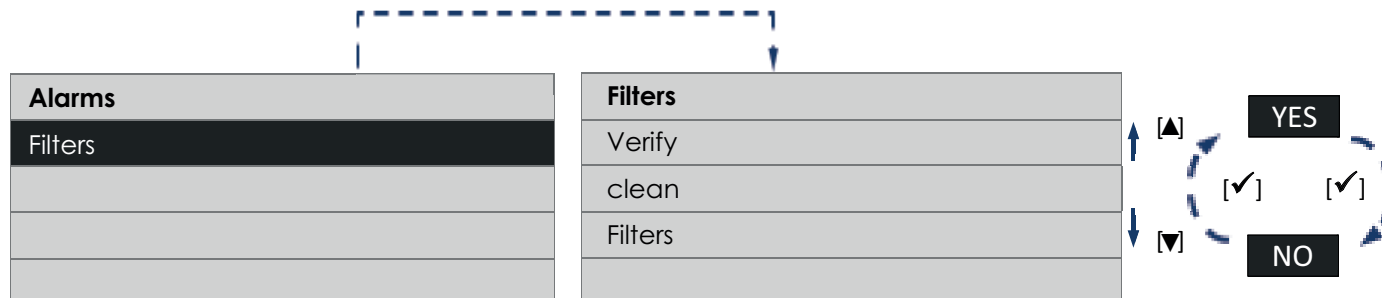 Alarms
Filters
Filters
Verify
clean
Filters
[▲]
[▼]
YES
[✓] [✓]
NO